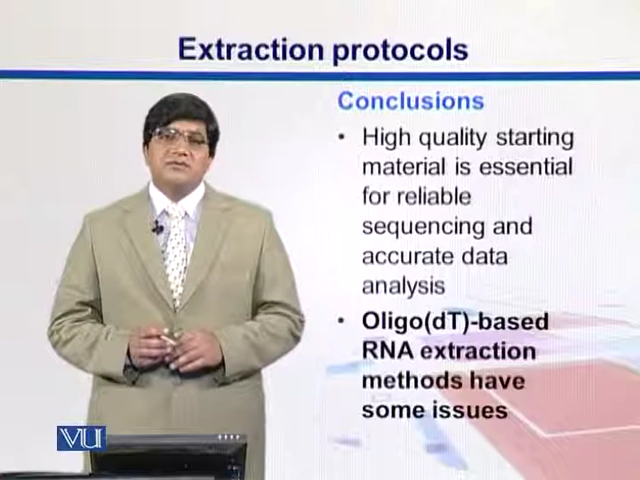 Extraction protocols
Conclusions
• High quality starting
material is essential
for reliable
sequencing and
accurate data
analysis
• Oligo(dT)-based
RNA extraction
methods have
some issues
VU